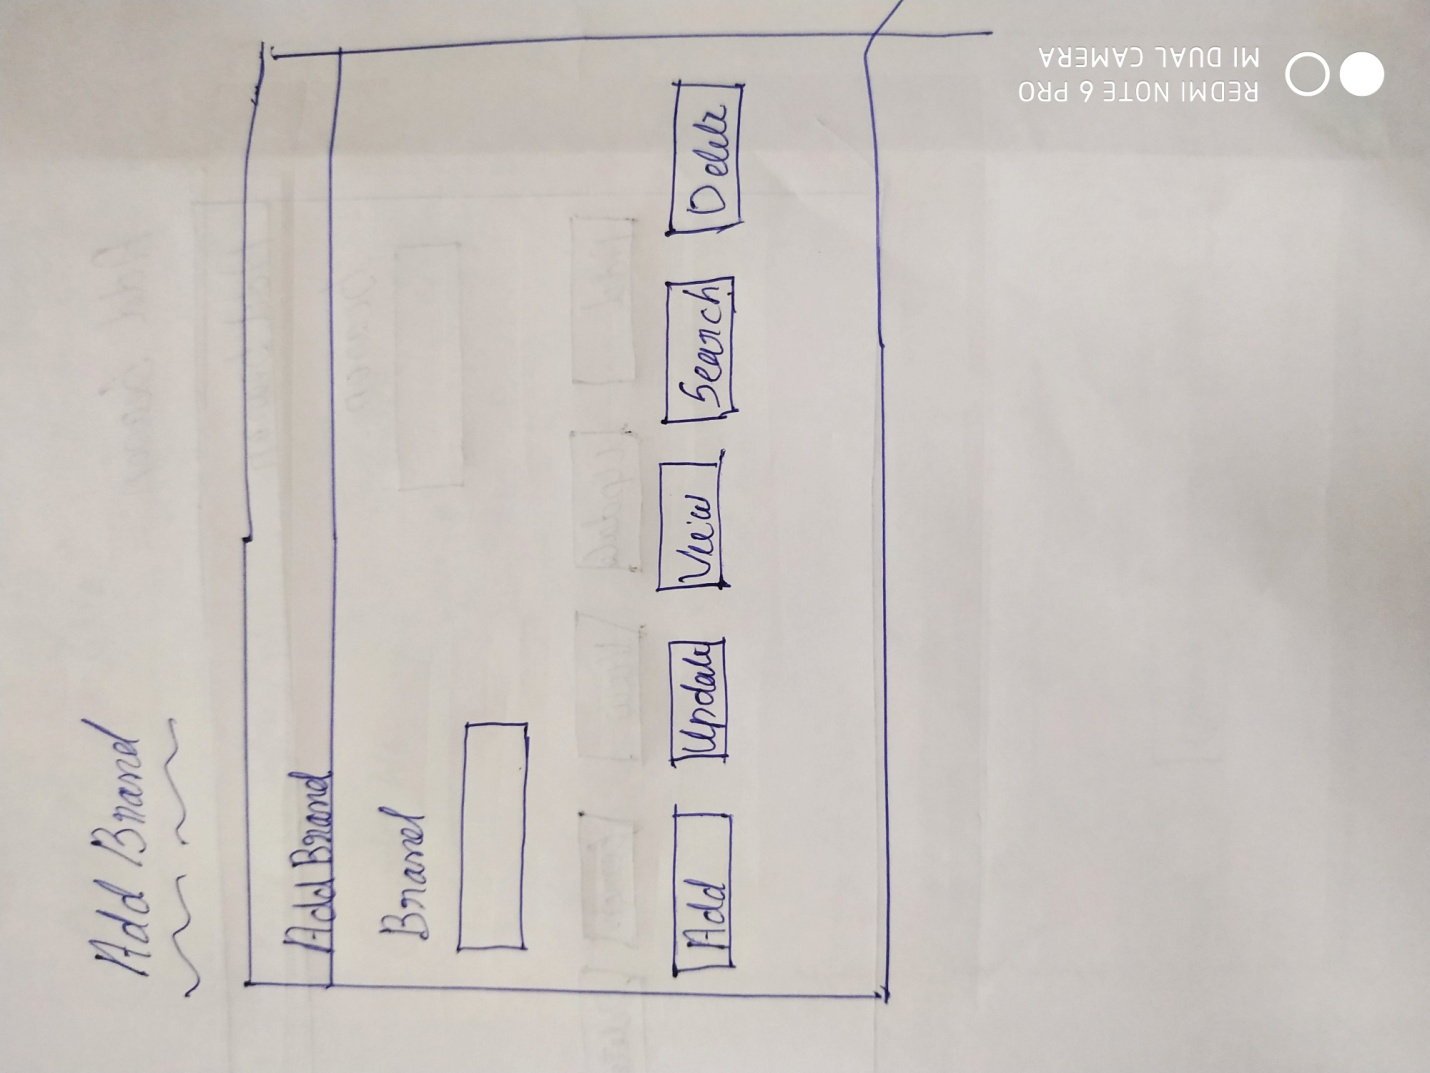 Add Brand
Add Brand
Brand
Add Update View Search Delete
REDMI NOTE 6 PRO
MI DUAL CAMERA